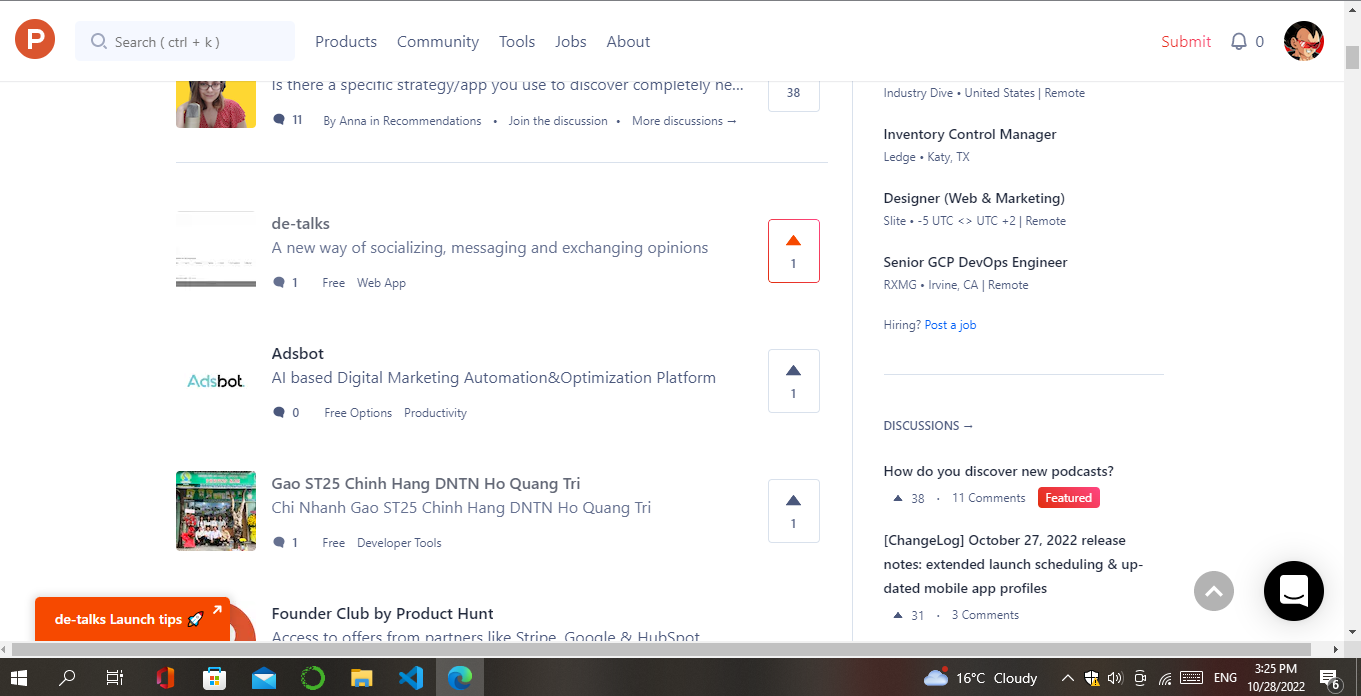 P
Search ( ctrl + k )
Products Community Tools Jobs About
Submit 0
Is there a specific strategy/app you use to discover completely ne...
38
11 By Anna in Recommendations • Join the discussion • More discussions →
de-talks
A new way of socializing, messaging and exchanging opinions
1 Free Web App
1
Adsbot.
Adsbot
AI based Digital Marketing Automation&Optimization Platform
0 Free Options Productivity
1
Gao ST25 Chinh Hang DNTN Ho Quang Tri
Chi Nhanh Gao ST25 Chinh Hang DNTN Ho Quang Tri
1 Free Developer Tools
1
Founder Club by Product Hunt
Access to offers from partners like Stripe, Google & HubSpot
de-talks Launch tips 🚀
Industry Dive • United States | Remote
Inventory Control Manager
Ledge • Katy, TX
Designer (Web & Marketing)
Slite • -5 UTC <> UTC +2 | Remote
Senior GCP DevOps Engineer
RXMG • Irvine, CA | Remote
Hiring? Post a job
DISCUSSIONS →
How do you discover new podcasts?
38 · 11 Comments Featured
[ChangeLog] October 27, 2022 release
notes: extended launch scheduling & up-
dated mobile app profiles
31 · 3 Comments
16°C Cloudy
ENG
3:25 PM
10/28/2022
6